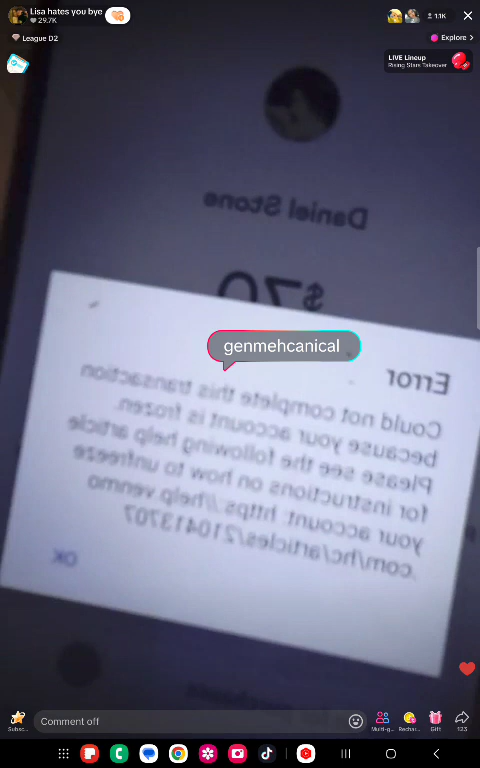 Lisa hates you bye
29.7K
1.1K
League D2
Explore >
LIVE Lineup
Rising Stars Takeover
Daniel Stone
$70
genmehcanical
Error
Could not complete this transaction
because your account is frozen.
Please see the following help article
for instructions on how to unfreeze
your account: https://help.venmo
.com/hc/articles/210413707
OK
Subsc...
Comment off
Multi-g...
Rechar...
Gift
123